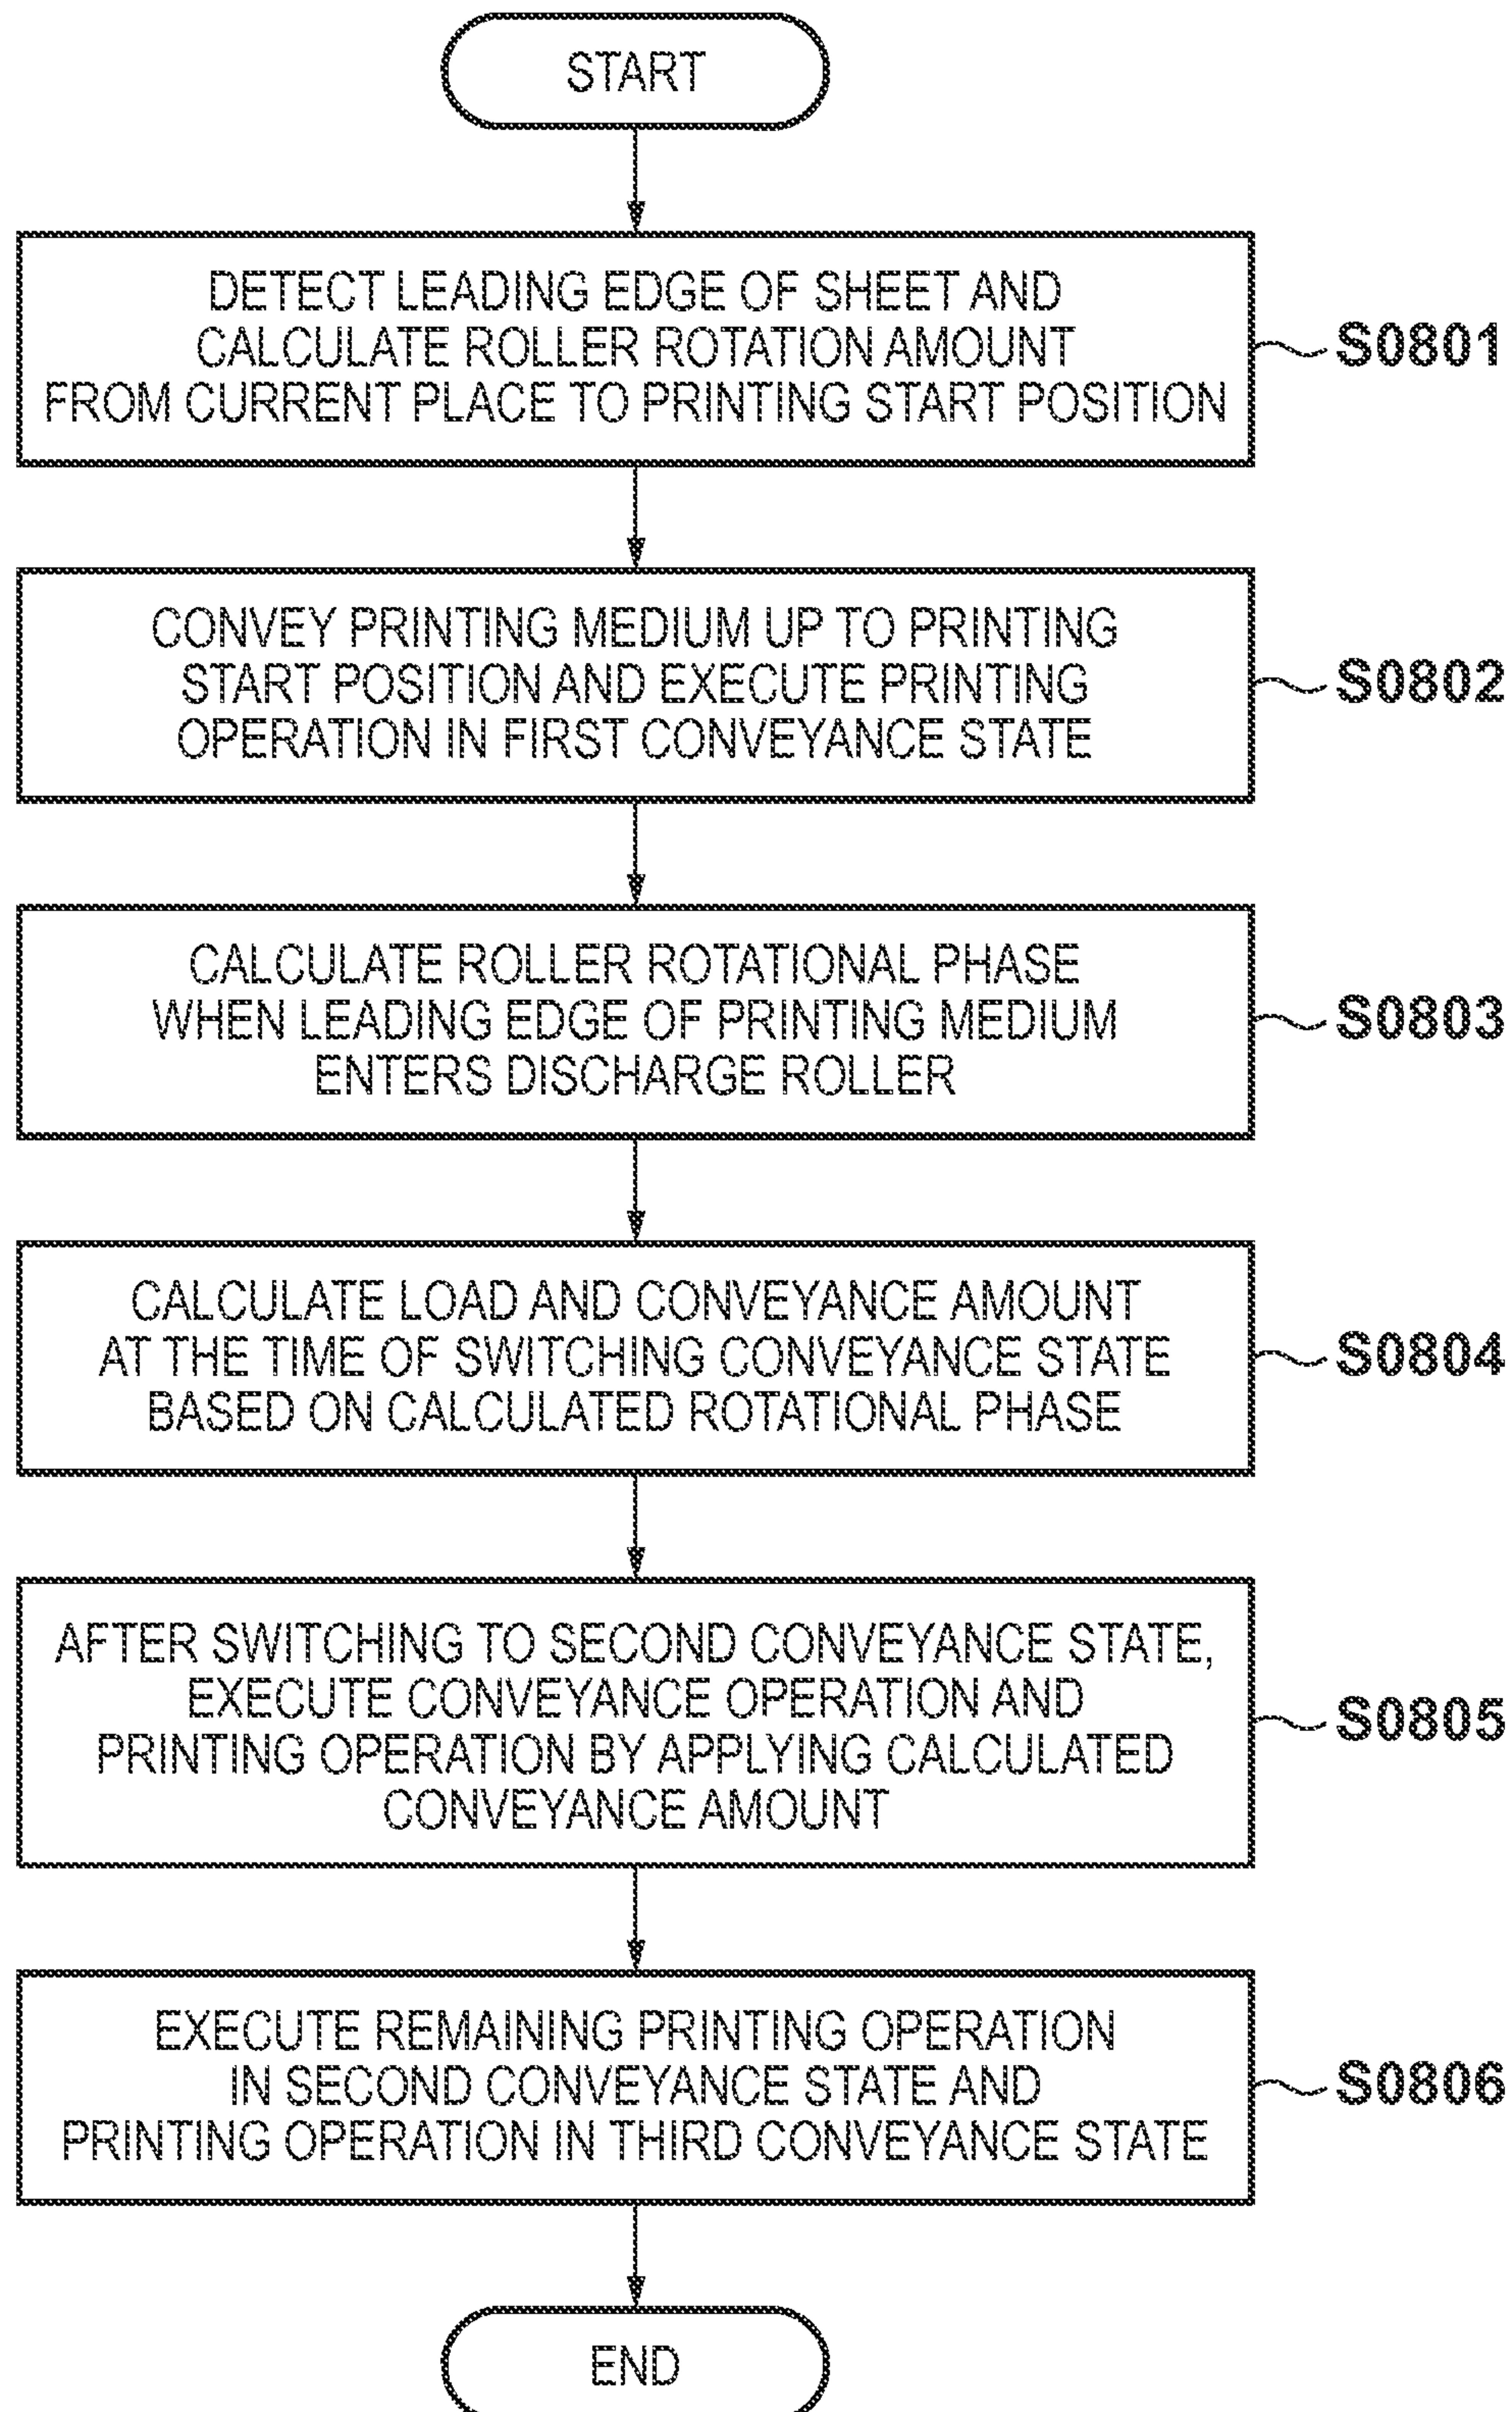 START
DETECT LEADING EDGE OF SHEET AND
CALCULATE ROLLER ROTATION AMOUNT
FROM CURRENT PLACE TO PRINTING START POSITION
S0801
CONVEY PRINTING MEDIUM UP TO PRINTING
START POSITION AND EXECUTE PRINTING
OPERATION IN FIRST CONVEYANCE STATE
S0802
CALCULATE ROLLER ROTATIONAL PHASE
WHEN LEADING EDGE OF PRINTING MEDIUM
ENTERS DISCHARGE ROLLER
S0803
CALCULATE LOAD AND CONVEYANCE AMOUNT
AT THE TIME OF SWITCHING CONVEYANCE STATE
BASED ON CALCULATED ROTATIONAL PHASE
S0804
AFTER SWITCHING TO SECOND CONVEYANCE STATE,
EXECUTE CONVEYANCE OPERATION AND
PRINTING OPERATION BY APPLYING CALCULATED
CONVEYANCE AMOUNT
S0805
EXECUTE REMAINING PRINTING OPERATION
IN SECOND CONVEYANCE STATE AND
PRINTING OPERATION IN THIRD CONVEYANCE STATE
S0806
END